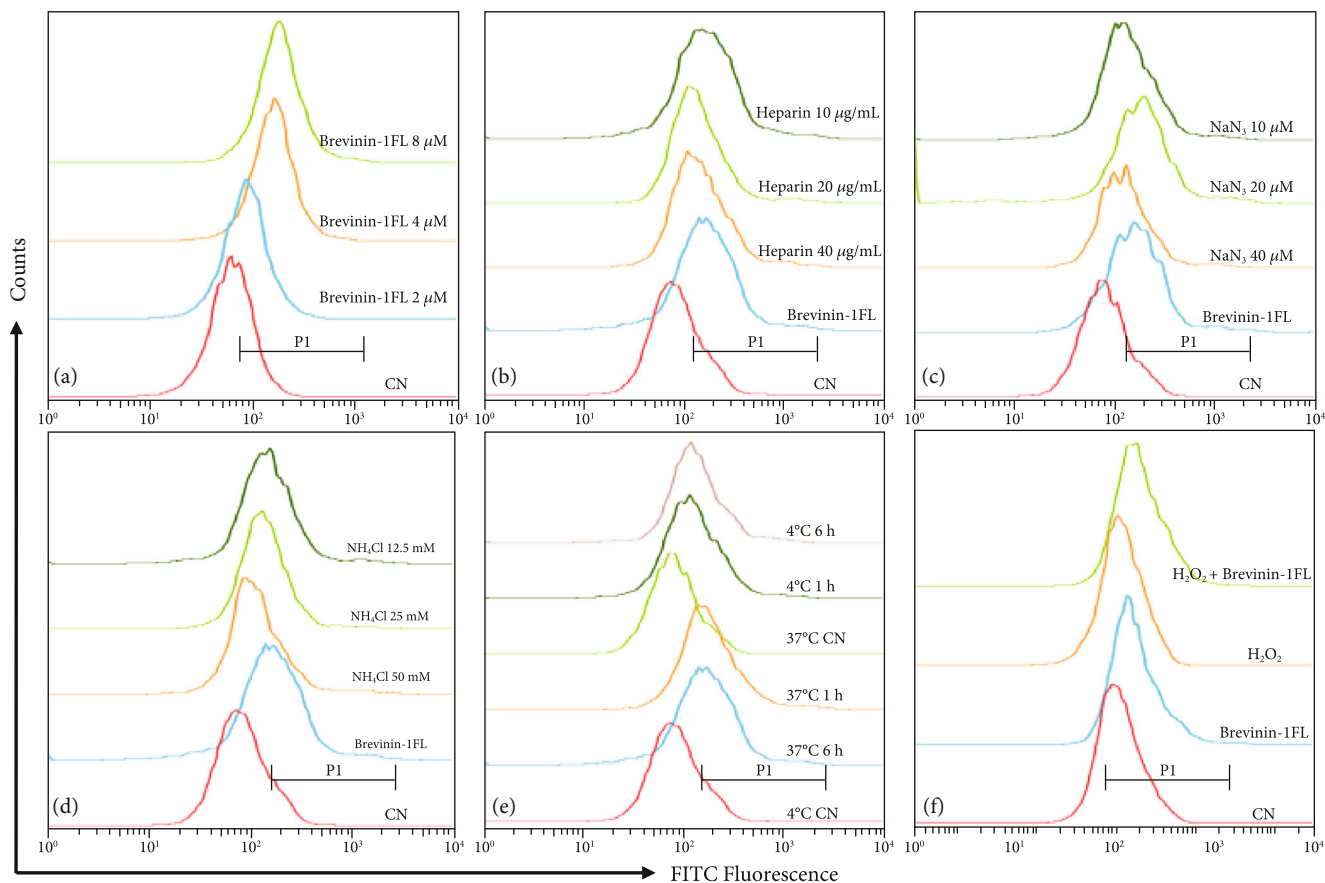 Counts
Brevinin-1FL 8 μM
Brevinin-1FL 4 μM
Brevinin-1FL 2 μM
P1
(a)
CN
10⁰ 10¹ 10² 10³ 10⁴
Heparin 10 μg/mL
Heparin 20 μg/mL
Heparin 40 μg/mL
Brevinin-1FL
P1
(b)
CN
10⁰ 10¹ 10² 10³ 10⁴
NaN₃ 10 μM
NaN₃ 20 μM
NaN₃ 40 μM
Brevinin-1FL
P1
(c)
CN
10⁰ 10¹ 10² 10³ 10⁴
NH₄Cl 12.5 mM
NH₄Cl 25 mM
NH₄Cl 50 mM
Brevinin-1FL
P1
(d)
CN
10⁰ 10¹ 10² 10³ 10⁴
4°C 6 h
4°C 1 h
37°C CN
37°C 1 h
37°C 6 h
P1
(e)
4°C CN
10⁰ 10¹ 10² 10³ 10⁴
H₂O₂ + Brevinin-1FL
H₂O₂
Brevinin-1FL
P1
(f)
CN
10¹ 10² 10³ 10⁴
FITC Fluorescence